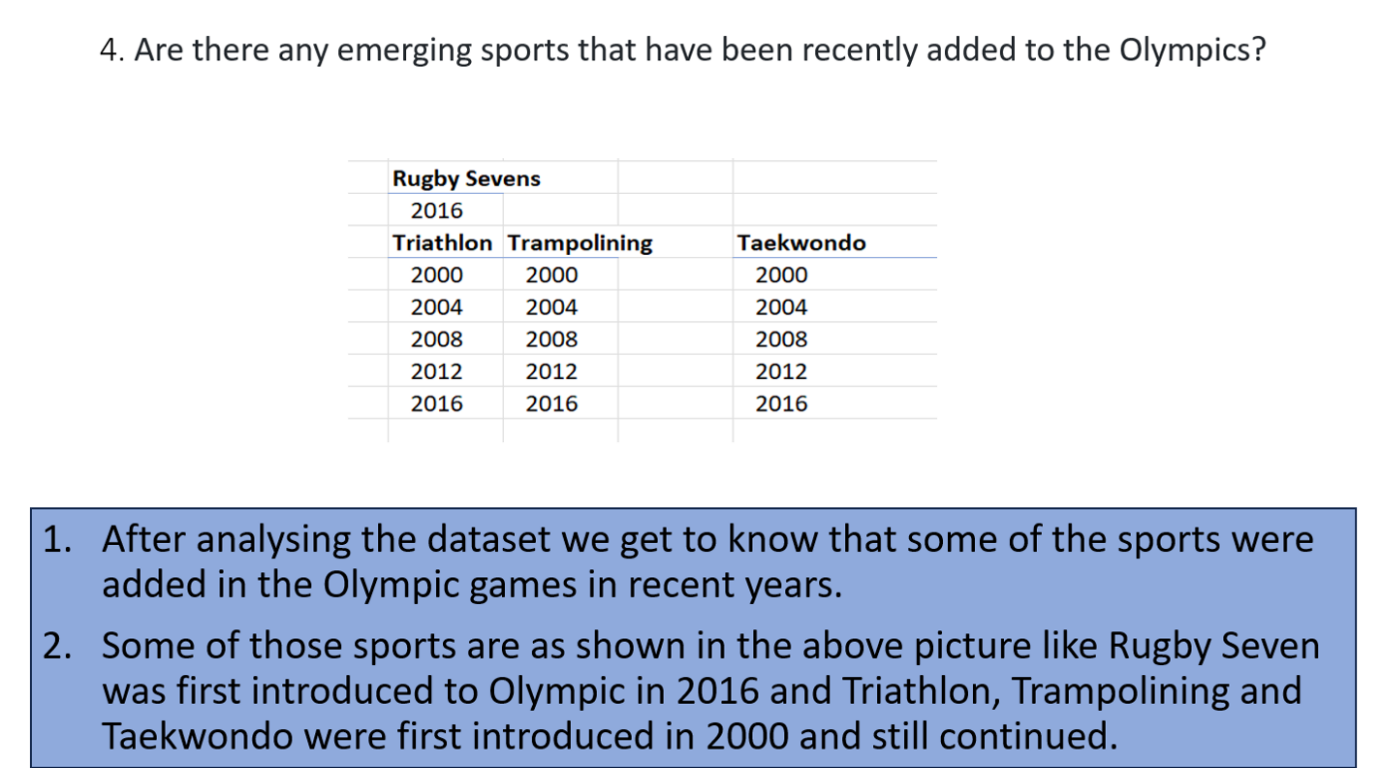 4. Are there any emerging sports that have been recently added to the Olympics?
Rugby Sevens
2016
Triathlon Trampolining Taekwondo
2000 2000 2000
2004 2004 2004
2008 2008 2008
2012 2012 2012
2016 2016 2016
1. After analysing the dataset we get to know that some of the sports were
added in the Olympic games in recent years.
2. Some of those sports are as shown in the above picture like Rugby Seven
was first introduced to Olympic in 2016 and Triathlon, Trampolining and
Taekwondo were first introduced in 2000 and still continued.